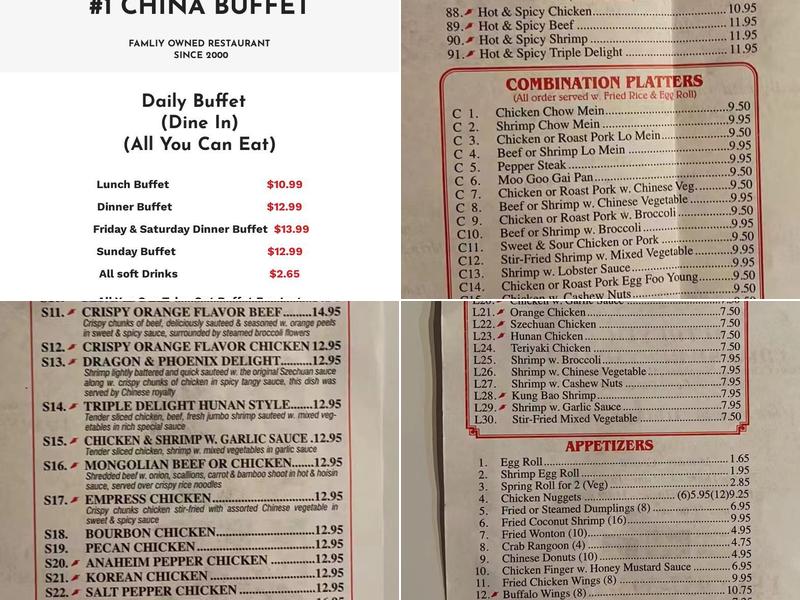 #1 CHINA BUFFET
FAMLIY OWNED RESTAURANT
SINCE 2000
Daily Buffet
(Dine In)
(All You Can Eat)
Lunch Buffet $10.99
Dinner Buffet $12.99
Friday & Saturday Dinner Buffet $13.99
Sunday Buffet $12.99
All soft Drinks $2.65
88. Hot & Spicy Chicken 10.95
89. Hot & Spicy Beef 11.95
90. Hot & Spicy Shrimp 11.95
91. Hot & Spicy Triple Delight 11.95
COMBINATION PLATTERS
(All order served w. Fried Rice & Egg Roll)
C 1. Chicken Chow Mein 9.50
C 2. Shrimp Chow Mein 9.95
C 3. Chicken or Roast Pork Lo Mein 9.50
C 4. Beef or Shrimp Lo Mein 9.95
C 5. Pepper Steak 9.95
C 6. Moo Goo Gai Pan 9.95
C 7. Chicken or Roast Pork w. Chinese Veg. 9.50
C 8. Beef or Shrimp w. Chinese Vegetable 9.95
C 9. Chicken or Roast Pork w. Broccoli 9.50
C10. Beef or Shrimp w. Broccoli 9.95
C11. Sweet & Sour Chicken or Pork 9.50
C12. Stir-Fried Shrimp w. Mixed Vegetable 9.95
C13. Shrimp w. Lobster Sauce 9.95
C14. Chicken or Roast Pork Egg Foo Young 9.50
C15. Chicken w. Cashew Nuts 9.50
S11. CRISPY ORANGE FLAVOR BEEF 14.95
Crispy chunks of beef, deliciously sauteed & seasoned w. orange peels
in sweet & spicy sauce, surrounded by steamed broccoli flowers
S12. CRISPY ORANGE FLAVOR CHICKEN 12.95
S13. DRAGON & PHOENIX DELIGHT 12.95
Shrimp lightly battered and quick sauteed w. the original Szechuan sauce
along w. crispy chunks of chicken in spicy tangy sauce, this dish was
served by Chinese royalty
S14. TRIPLE DELIGHT HUNAN STYLE 12.95
Tender sliced chicken, beef, fresh jumbo shrimp sauteed w. mixed veg-
etables in rich special sauce
S15. CHICKEN & SHRIMP W. GARLIC SAUCE 12.95
Tender sliced chicken, shrimp w. mixed vegetables in garlic sauce
S16. MONGOLIAN BEEF OR CHICKEN 12.95
Shredded beef w. onion, scallions, carrot & bamboo shoot in hot & hoisin
sauce, served over crispy rice noodles
S17. EMPRESS CHICKEN 12.95
Crispy chunks chicken stir-fried with assorted Chinese vegetable in
sweet & spicy sauce
S18. BOURBON CHICKEN 12.95
S19. PECAN CHICKEN 12.95
S20. ANAHEIM PEPPER CHICKEN 12.95
S21. KOREAN CHICKEN 12.95
S22. SALT PEPPER CHICKEN 12.95
L21. Orange Chicken 7.50
L22. Szechuan Chicken 7.50
L23. Hunan Chicken 7.50
L24. Teriyaki Chicken 7.50
L25. Shrimp w. Broccoli 7.95
L26. Shrimp w. Chinese Vegetable 7.95
L27. Shrimp w. Cashew Nuts 7.95
L28. Kung Bao Shrimp 7.95
L29. Shrimp w. Garlic Sauce 7.95
L30. Stir-Fried Mixed Vegetable 7.50
APPETIZERS
1. Egg Roll 1.65
2. Shrimp Egg Roll 1.95
3. Spring Roll for 2 (Veg) 2.85
4. Chicken Nuggets (6)5.95(12)9.25
5. Fried or Steamed Dumplings (8) 6.95
6. Fried Coconut Shrimp (16) 9.95
7. Fried Wonton (10) 4.95
8. Crab Rangoon (4) 4.75
9. Chinese Donuts (10) 4.95
10. Chicken Finger w. Honey Mustard Sauce 6.95
11. Fried Chicken Wings (8) 9.95
12. Buffalo Wings (8) 10.75